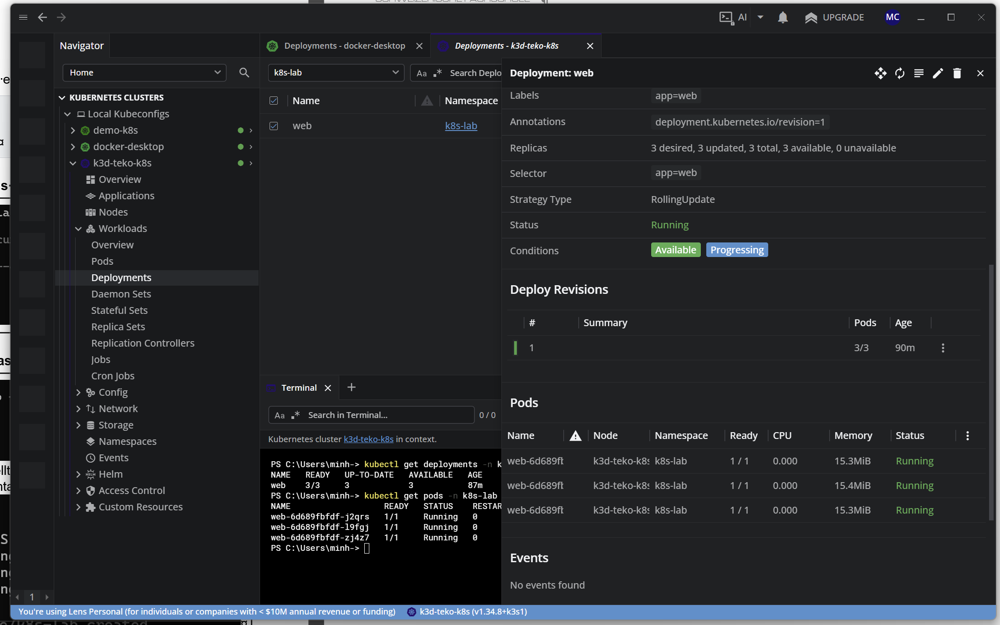 AI
UPGRADE
MC
Navigator
Deployments - docker-desktop
Deployments - k3d-teko-k8s
Home
k8s-lab
Aa .* Search Deplo
Deployment: web
KUBERNETES CLUSTERS
Local Kubeconfigs
demo-k8s
docker-desktop
k3d-teko-k8s
Overview
Applications
Nodes
Workloads
Overview
Pods
Deployments
Daemon Sets
Stateful Sets
Replica Sets
Replication Controllers
Jobs
Cron Jobs
Config
Network
Storage
Namespaces
Events
Helm
Access Control
Custom Resources
1
Name Namespace
web k8s-lab
Labels app=web
Annotations deployment.kubernetes.io/revision=1
Replicas 3 desired, 3 updated, 3 total, 3 available, 0 unavailable
Selector app=web
Strategy Type RollingUpdate
Status Running
Conditions Available Progressing
Deploy Revisions
# Summary Pods Age
1 3/3 90m
Pods
Name Node Namespace Ready CPU Memory Status
web-6d689fb k3d-teko-k8s k8s-lab 1 / 1 0.000 15.3MiB Running
web-6d689fb k3d-teko-k8s k8s-lab 1 / 1 0.000 15.4MiB Running
web-6d689fb k3d-teko-k8s k8s-lab 1 / 1 0.000 15.3MiB Running
Events
No events found
Terminal
Aa .* Search in Terminal... 0 / 0
Kubernetes cluster k3d-teko-k8s in context.
PS C:\Users\minh-> kubectl get deployments -n k
NAME READY UP-TO-DATE AVAILABLE AGE
web 3/3 3 3 87m
PS C:\Users\minh-> kubectl get pods -n k8s-lab
NAME READY STATUS RESTAR
web-6d689fbfdf-j2qrs 1/1 Running 0
web-6d689fbfdf-l9fgj 1/1 Running 0
web-6d689fbfdf-zj4z7 1/1 Running 0
PS C:\Users\minh->
You're using Lens Personal (for individuals or companies with < $10M annual revenue or funding) k3d-teko-k8s (v1.34.8+k3s1)